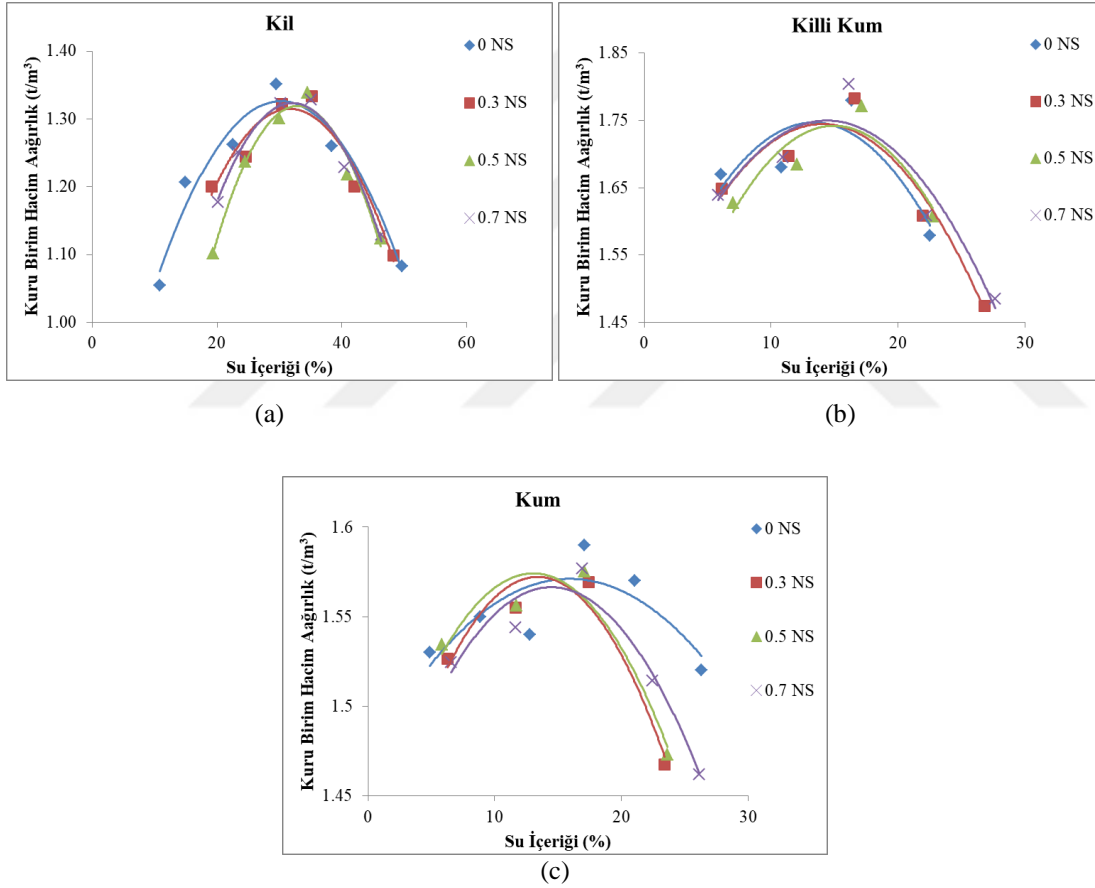 Kil
Kuru Birim Hacim Aağırlık (t/m³)
1.40
1.30
1.20
1.10
1.00
0
20
40
60
Su İçeriği (%)
0 NS
0.3 NS
0.5 NS
0.7 NS
(a)
Killi Kum
Kuru Birim Hacim Aağırlık (t/m³)
1.85
1.75
1.65
1.55
1.45
0
10
20
30
Su İçeriği (%)
0 NS
0.3 NS
0.5 NS
0.7 NS
(b)
Kum
Kuru Birim Hacim Aağırlık (t/m³)
1.6
1.55
1.5
1.45
0
10
20
30
Su İçeriği (%)
0 NS
0.3 NS
0.5 NS
0.7 NS
(c)